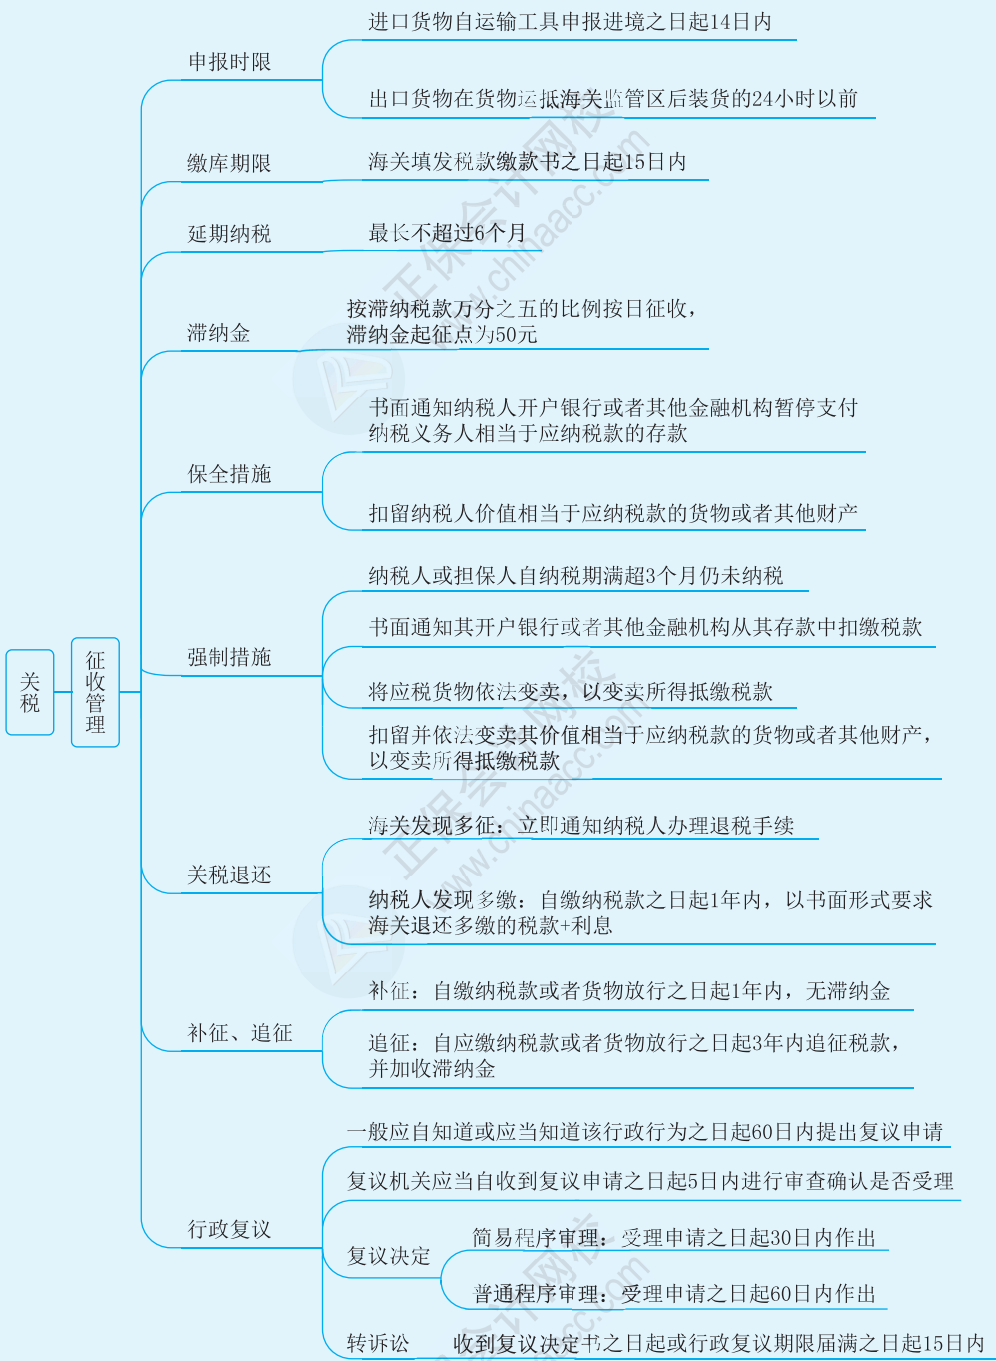 关税
征收管理
申报时限
进口货物自运输工具申报进境之日起14日内
出口货物在货物运抵海关监管区后装货的24小时以前
缴库期限
海关填发税款缴款书之日起15日内
延期纳税
最长不超过6个月
滞纳金
按滞纳税款万分之五的比例按日征收，
滞纳金起征点为50元
保全措施
书面通知纳税人开户银行或者其他金融机构暂停支付
纳税义务人相当于应纳税款的存款
扣留纳税人价值相当于应纳税款的货物或者其他财产
强制措施
纳税人或担保人自纳税期满超3个月仍未纳税
书面通知其开户银行或者其他金融机构从其存款中扣缴税款
将应税货物依法变卖，以变卖所得抵缴税款
扣留并依法变卖其价值相当于应纳税款的货物或者其他财产，
以变卖所得抵缴税款
关税退还
海关发现多征：立即通知纳税人办理退税手续
纳税人发现多缴：自缴纳税款之日起1年内，以书面形式要求
海关退还多缴的税款+利息
补征、追征
补征：自缴纳税款或者货物放行之日起1年内，无滞纳金
追征：自应缴纳税款或者货物放行之日起3年内追征税款，
并加收滞纳金
行政复议
一般应自知道或应当知道该行政行为之日起60日内提出复议申请
复议机关应当自收到复议申请之日起5日内进行审查确认是否受理
复议决定
简易程序审理：受理申请之日起30日内作出
普通程序审理：受理申请之日起60日内作出
转诉讼
收到复议决定书之日起或行政复议期限届满之日起15日内
正保会计网校
www.chinaacc.com
正保会计网校
www.chinaacc.com
会计网校
acc.com